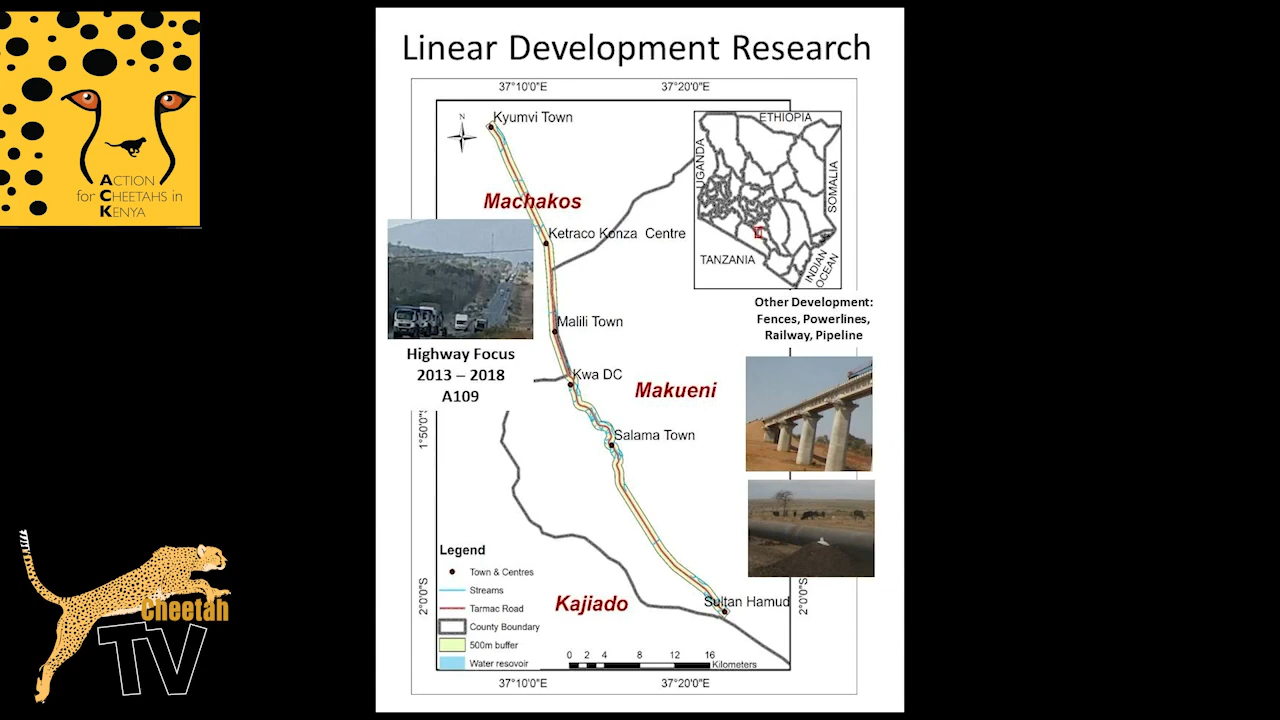 Linear Development Research
ACTION
for CHEETAHS in
KENYA
37°10'0"E
37°20'0"E
N
Kyumvi Town
ETHIOPIA
UGANDA
SOMALIA
TANZANIA
INDIAN
OCEAN
Machakos
Ketraco Konza Centre
Other Development:
Fences, Powerlines,
Railway, Pipeline
Malili Town
Highway Focus
2013 – 2018
A109
Kwa DC
Makueni
1°50'0"S
Salama Town
Legend
Town & Centres
Streams
Tarmac Road
County Boundary
500m buffer
Water resovoir
Kajiado
Sultan Hamud
2°0'0"S
2°0'0"S
0 2 4 8 12 16
Kilometers
37°10'0"E
37°20'0"E
Cheetah
TV